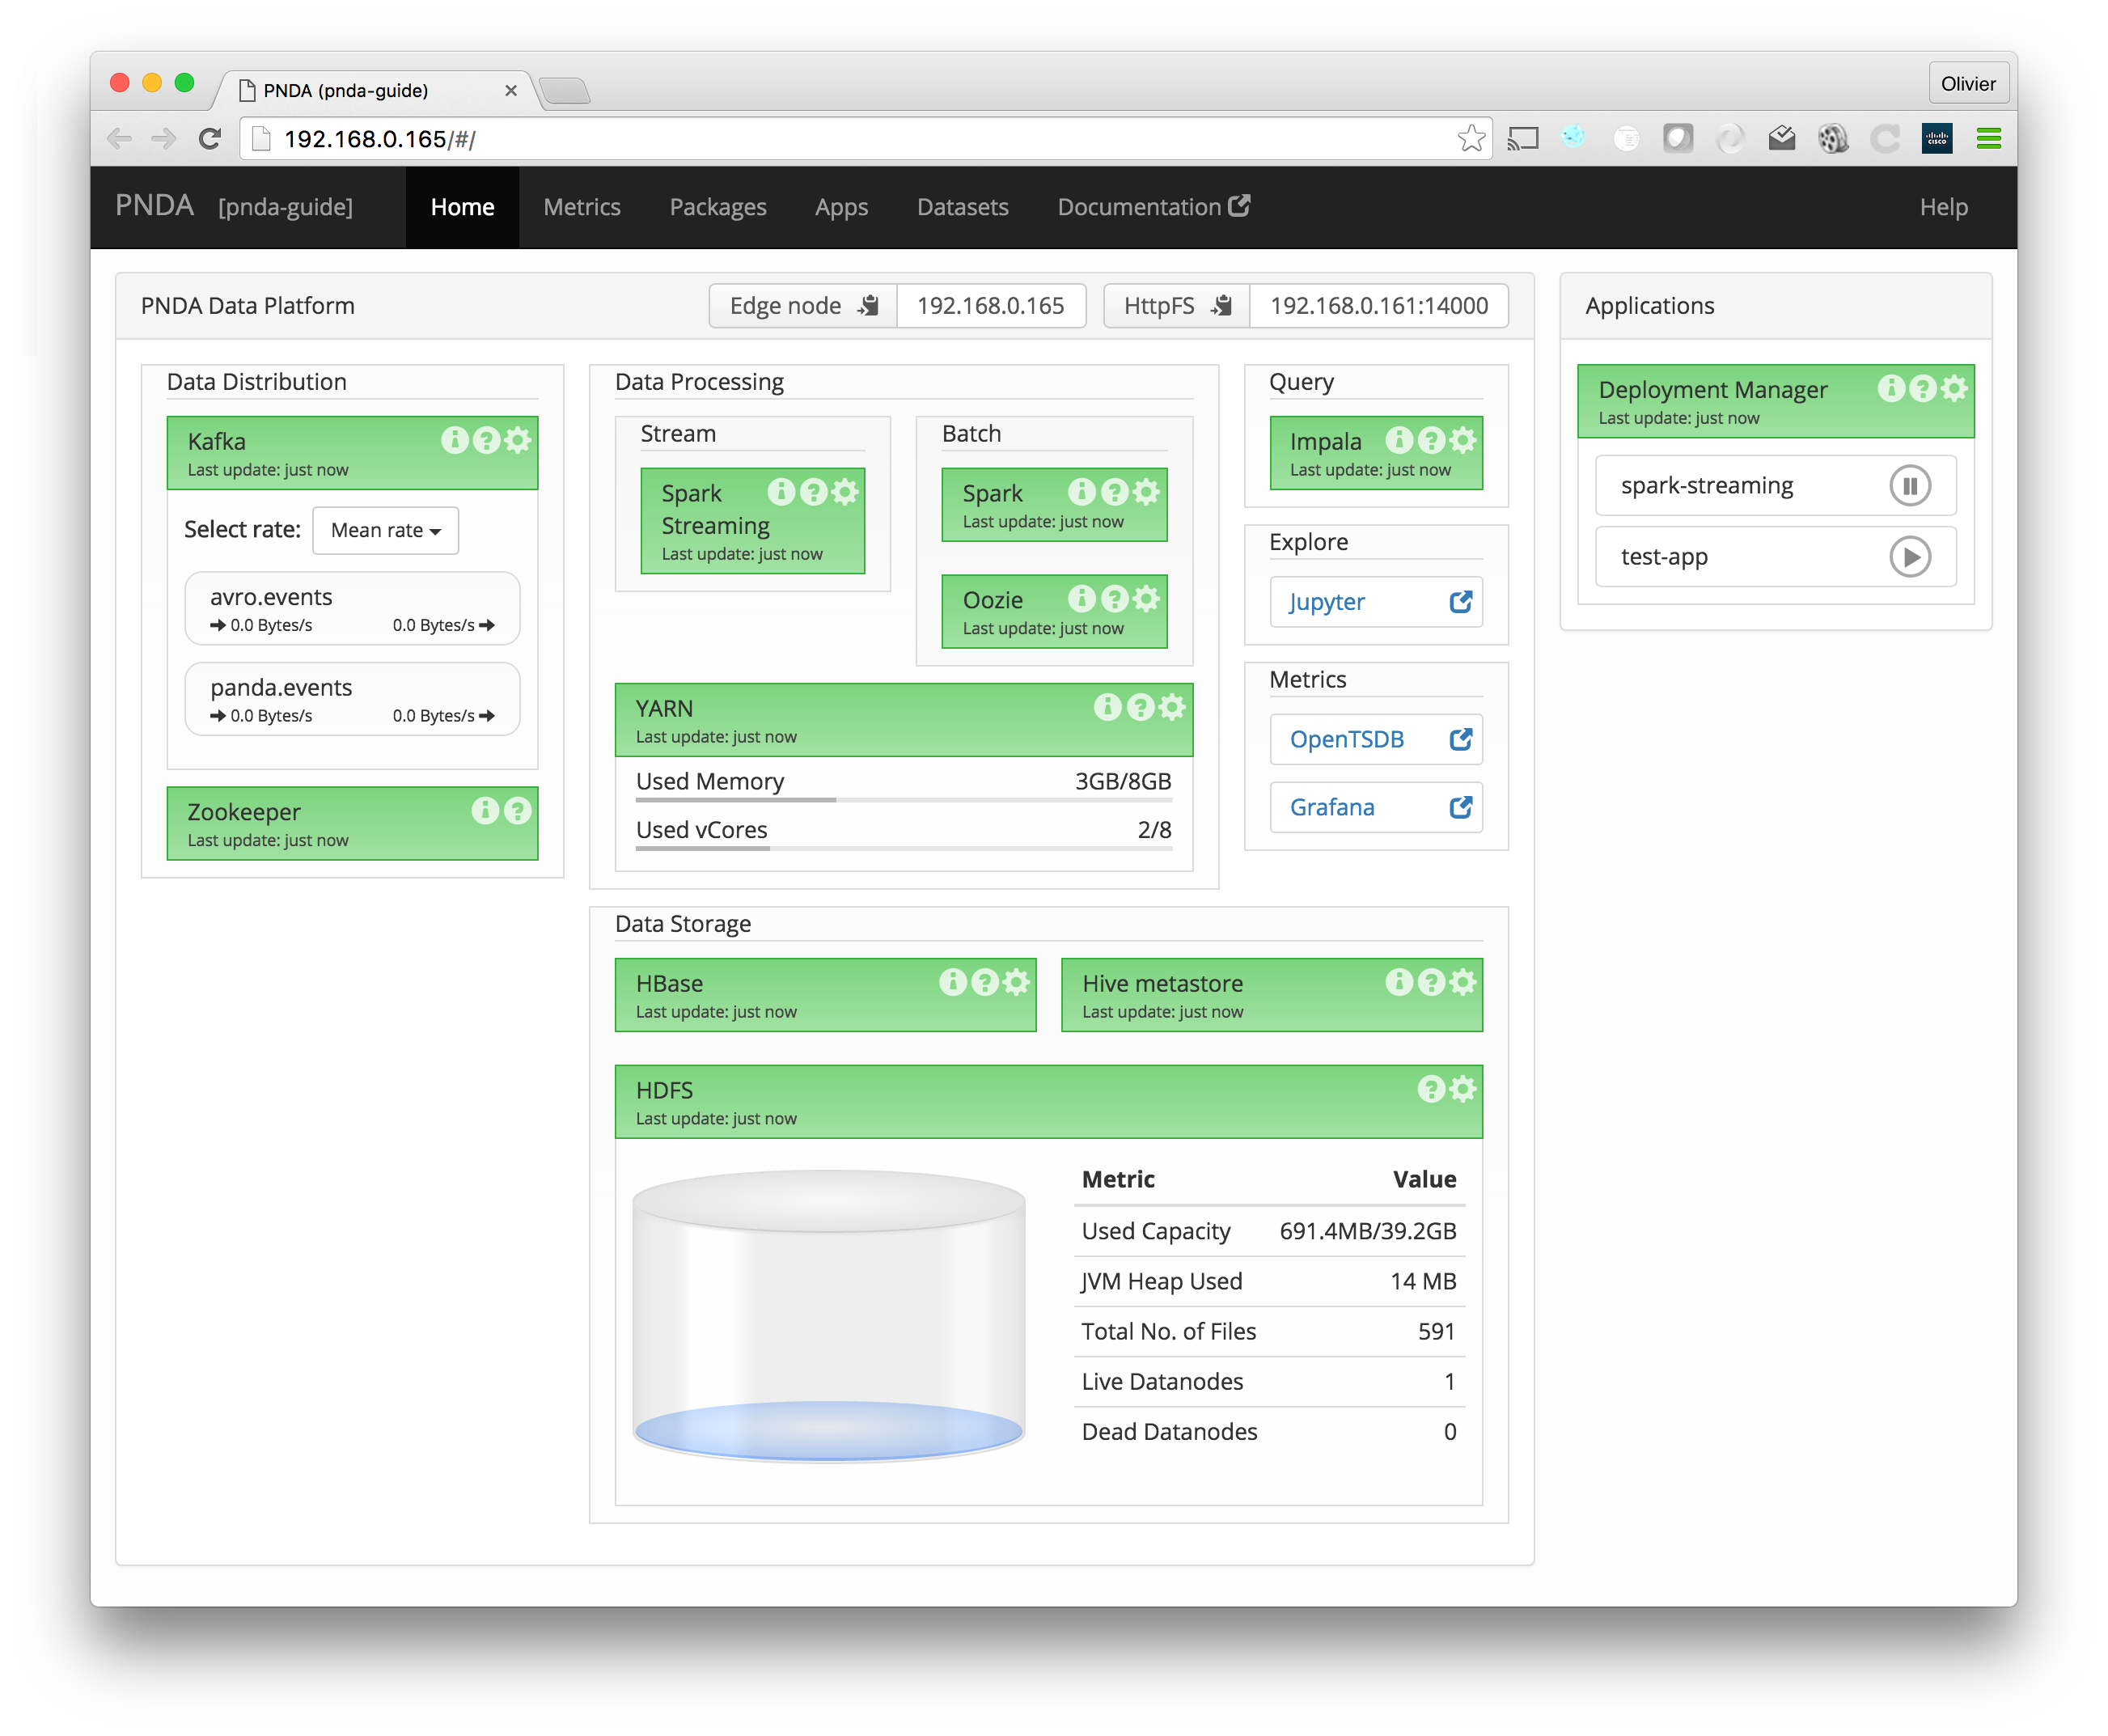 PNDA (pnda-guide)
Olivier
192.168.0.165/#/
cisco
PNDA [pnda-guide] Home Metrics Packages Apps Datasets Documentation Help
PNDA Data Platform
Edge node 192.168.0.165
HttpFS 192.168.0.161:14000
Data Distribution
Kafka
Last update: just now
Select rate: Mean rate
avro.events
0.0 Bytes/s 0.0 Bytes/s
panda.events
0.0 Bytes/s 0.0 Bytes/s
Zookeeper
Last update: just now
Data Processing
Stream
Spark
Streaming
Last update: just now
Batch
Spark
Last update: just now
Oozie
Last update: just now
YARN
Last update: just now
Used Memory 3GB/8GB
Used vCores 2/8
Query
Impala
Last update: just now
Explore
Jupyter
Metrics
OpenTSDB
Grafana
Data Storage
HBase
Last update: just now
Hive metastore
Last update: just now
HDFS
Last update: just now
Metric Value
Used Capacity 691.4MB/39.2GB
JVM Heap Used 14 MB
Total No. of Files 591
Live Datanodes 1
Dead Datanodes 0
Applications
Deployment Manager
Last update: just now
spark-streaming
test-app